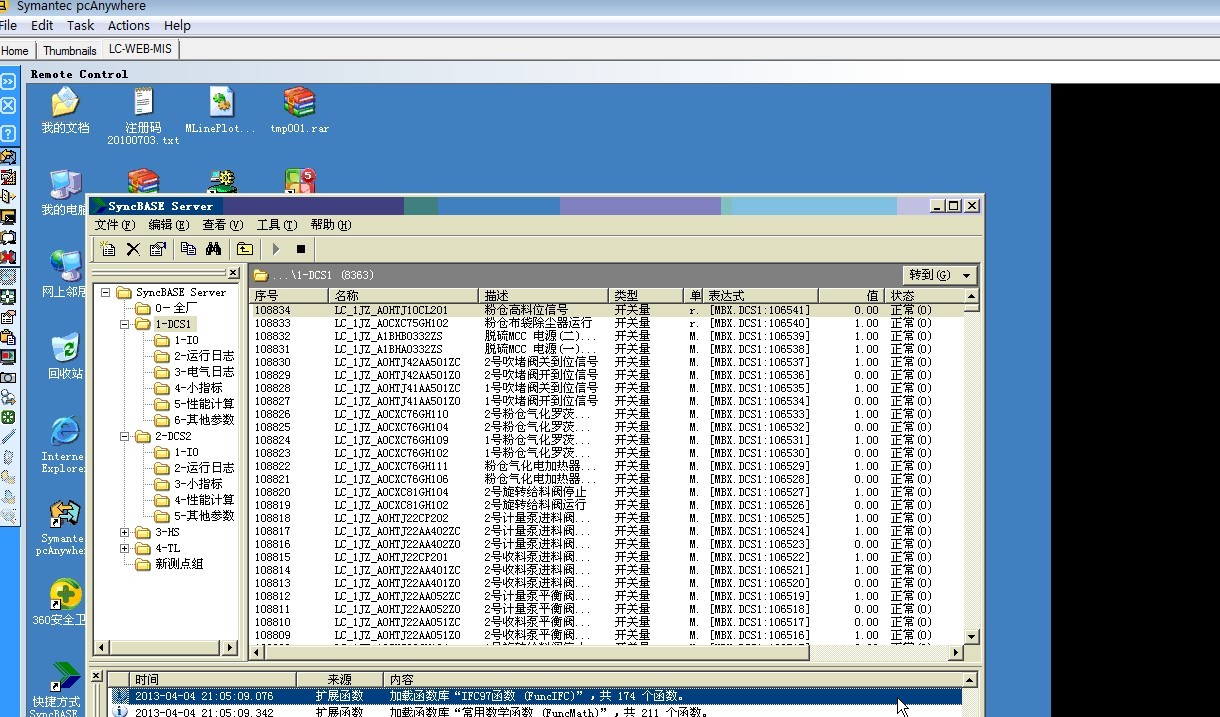 Symantec pcAnywhere
File Edit Task Actions Help
Home Thumbnails LC-WEB-MIS
Remote Control
我的文档
注册码
20100703.txt
MLinePlot...
tmp001.rar
我的电脑
网上邻居
回收站
Interne
Explore
Symante
pcAnywhe
360安全卫
快捷方式
SyncBASE
SyncBASE Server
文件(F) 编辑(E) 查看(V) 工具(T) 帮助(H)
...\1-DCS1 (8363)
转到(G)
SyncBASE Server
0-全厂
1-DCS1
1-IO
2-运行日志
3-电气日志
4-小指标
5-性能计算
6-其他参数
2-DCS2
1-IO
2-运行日志
3-小指标
4-性能计算
5-其他参数
3-HS
4-TL
新测点组
序号 名称 描述 类型 单 表达式 值 状态
108834 LC_1JZ_AOHTJ10CL201 粉仓高料位信号 开关量 r. [MBX.DCS1:106541] 0.00 正常(0)
108833 LC_1JZ_AOCXC75GH102 粉仓布袋除尘器运行 开关量 r. [MBX.DCS1:106540] 1.00 正常(0)
108832 LC_1JZ_A1BHB0332ZS 脱硫MCC 电源(二)... 开关量 M. [MBX.DCS1:106539] 1.00 正常(0)
108831 LC_1JZ_A1BHA0332ZS 脱硫MCC 电源(一)... 开关量 M. [MBX.DCS1:106538] 1.00 正常(0)
108830 LC_1JZ_AOHTJ42AA501ZC 2号吹堵阀关到位信号 开关量 M. [MBX.DCS1:106537] 1.00 正常(0)
108829 LC_1JZ_AOHTJ42AA501ZO 2号吹堵阀开到位信号 开关量 M. [MBX.DCS1:106536] 0.00 正常(0)
108828 LC_1JZ_AOHTJ41AA501ZC 1号吹堵阀关到位信号 开关量 M. [MBX.DCS1:106535] 1.00 正常(0)
108827 LC_1JZ_AOHTJ41AA501ZO 1号吹堵阀开到位信号 开关量 M. [MBX.DCS1:106534] 0.00 正常(0)
108826 LC_1JZ_AOCXC76GH110 2号粉仓气化罗茨... 开关量 M. [MBX.DCS1:106533] 1.00 正常(0)
108825 LC_1JZ_AOCXC76GH104 2号粉仓气化罗茨... 开关量 M. [MBX.DCS1:106532] 0.00 正常(0)
108824 LC_1JZ_AOCXC76GH109 1号粉仓气化罗茨... 开关量 M. [MBX.DCS1:106531] 0.00 正常(0)
108823 LC_1JZ_AOCXC76GH102 1号粉仓气化罗茨... 开关量 M. [MBX.DCS1:106530] 1.00 正常(0)
108822 LC_1JZ_AOCXC76GH111 粉仓气化电加热器... 开关量 M. [MBX.DCS1:106529] 1.00 正常(0)
108821 LC_1JZ_AOCXC76GH106 粉仓气化电加热器... 开关量 M. [MBX.DCS1:106528] 0.00 正常(0)
108820 LC_1JZ_AOCXC81GH104 2号旋转给料阀停止 开关量 M. [MBX.DCS1:106527] 1.00 正常(0)
108819 LC_1JZ_AOCXC81GH102 2号旋转给料阀运行 开关量 M. [MBX.DCS1:106526] 0.00 正常(0)
108818 LC_1JZ_AOHTJ22CP202 2号计量泵进料阀... 开关量 M. [MBX.DCS1:106525] 0.00 正常(0)
108817 LC_1JZ_AOHTJ22AA402ZC 2号计量泵进料阀... 开关量 M. [MBX.DCS1:106524] 1.00 正常(0)
108816 LC_1JZ_AOHTJ22AA402ZO 2号计量泵进料阀... 开关量 M. [MBX.DCS1:106523] 0.00 正常(0)
108815 LC_1JZ_AOHTJ22CP201 2号收料泵进料阀... 开关量 M. [MBX.DCS1:106522] 0.00 正常(0)
108814 LC_1JZ_AOHTJ22AA401ZC 2号收料泵进料阀... 开关量 M. [MBX.DCS1:106521] 1.00 正常(0)
108813 LC_1JZ_AOHTJ22AA401ZO 2号收料泵进料阀... 开关量 M. [MBX.DCS1:106520] 0.00 正常(0)
108812 LC_1JZ_AOHTJ22AA052ZC 2号计量泵平衡阀... 开关量 M. [MBX.DCS1:106519] 1.00 正常(0)
108811 LC_1JZ_AOHTJ22AA052ZO 2号计量泵平衡阀... 开关量 M. [MBX.DCS1:106518] 0.00 正常(0)
108810 LC_1JZ_AOHTJ22AA051ZC 2号收料泵平衡阀... 开关量 M. [MBX.DCS1:106517] 0.00 正常(0)
108809 LC_1JZ_AOHTJ22AA051ZO 2号收料泵平衡阀... 开关量 M. [MBX.DCS1:106516] 1.00 正常(0)
时间 来源 内容
2013-04-04 21:05:09.076 扩展函数 加载函数库“IFC97函数 (FuncIFC)”,共 174 个函数。
2013-04-04 21:05:09.342 扩展函数 加载函数库“常用数学函数 (FuncMath)”,共 211 个函数。